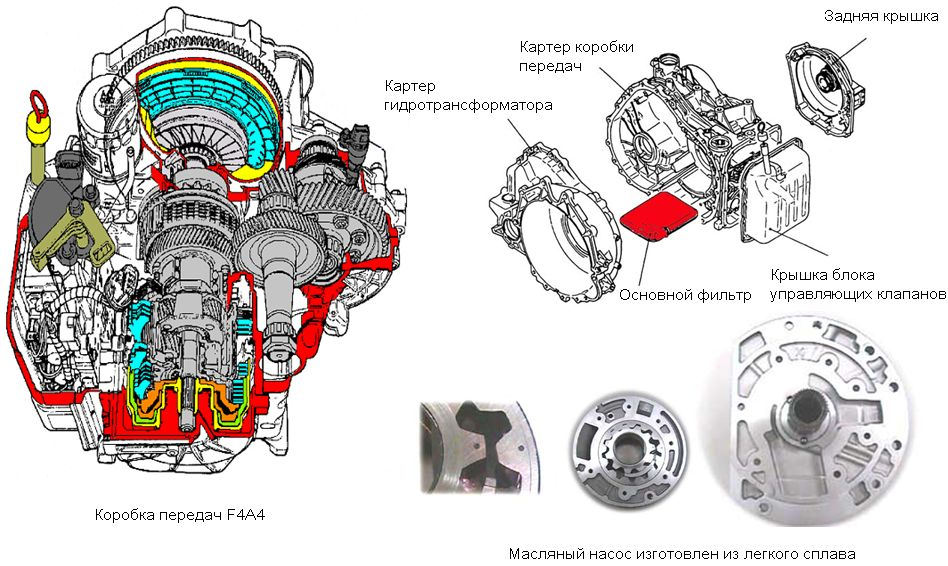 Задняя крышка
Картер коробки
передач
Картер
гидротрансформатора
Основной фильтр
Крышка блока
управляющих клапанов
Коробка передач F4A4
Масляный насос изготовлен из легкого сплава